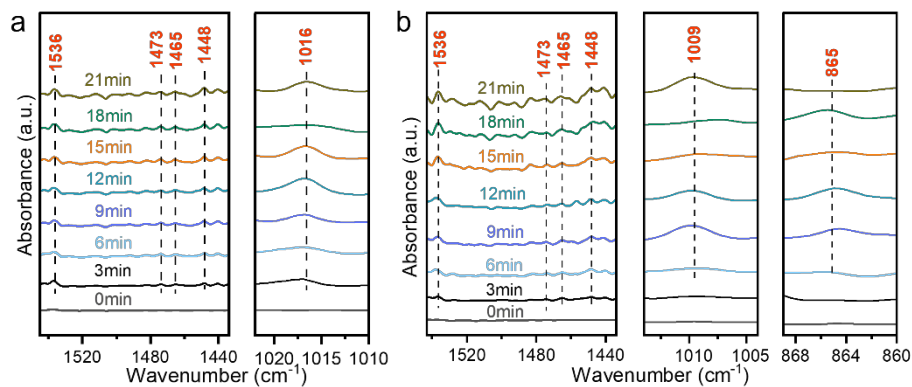 a
Absorbance (a.u.)
1536
1473
1465
1448
1016
21min
18min
15min
12min
9min
6min
3min
0min
1520 1480 1440
1020 1015 1010
Wavenumber (cm⁻¹)
b
Absorbance (a.u.)
1536
1473
1465
1448
1009
865
21min
18min
15min
12min
9min
6min
3min
0min
1520 1480 1440
1010 1005
868 864 860
Wavenumber (cm⁻¹)